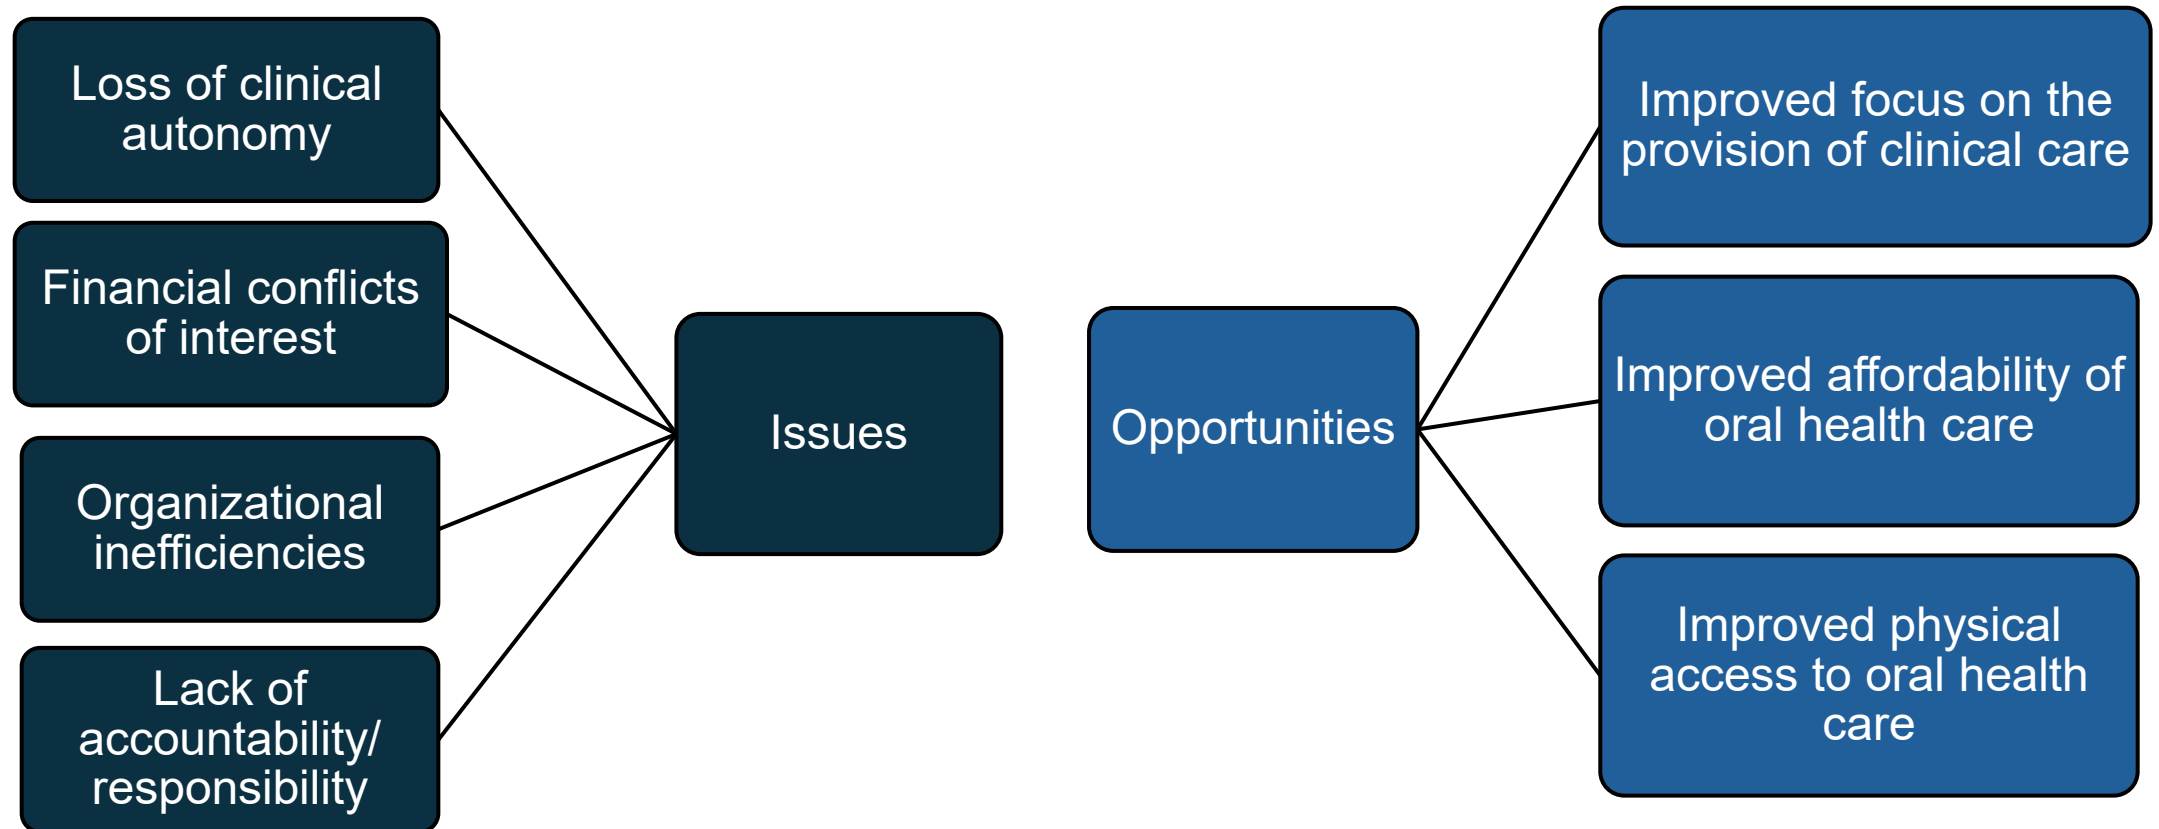 Loss of clinical
autonomy
Financial conflicts
of interest
Organizational
inefficiencies
Lack of
accountability/
responsibility
Issues
Opportunities
Improved focus on the
provision of clinical care
Improved affordability of
oral health care
Improved physical
access to oral health
care